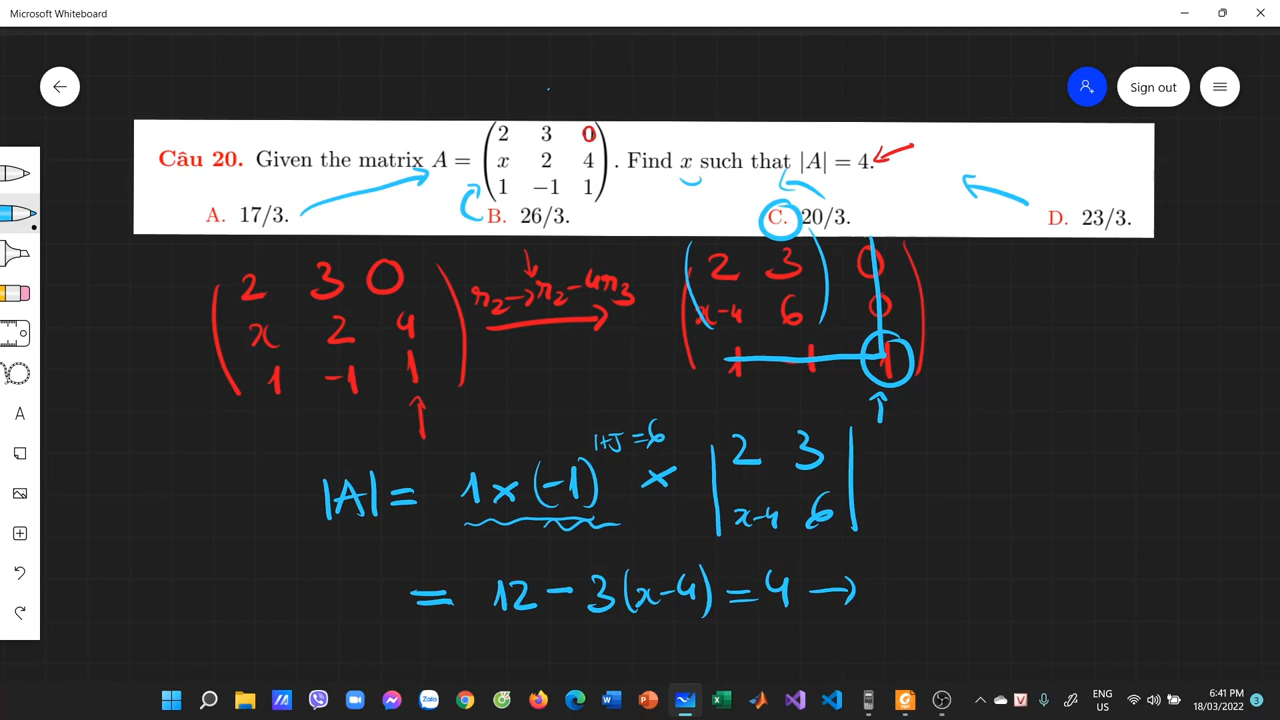 Microsoft Whiteboard
Sign out
Câu 20. Given the matrix A = (2 3 0
x 2 4
1 −1 1). Find x such that |A| = 4.
A. 17/3. B. 26/3. C. 20/3. D. 23/3.
2 3 0
x 2 4
1 -1 1
r2 → r2 - 4r3
2 3 0
x-4 6 0
1 -1 1
|A| = 1 x (-1)^i+j=6 x |2 3
x-4 6|
= 12 - 3(x-4) = 4 →
A
Zalo
ENG
US
6:41 PM
18/03/2022
3